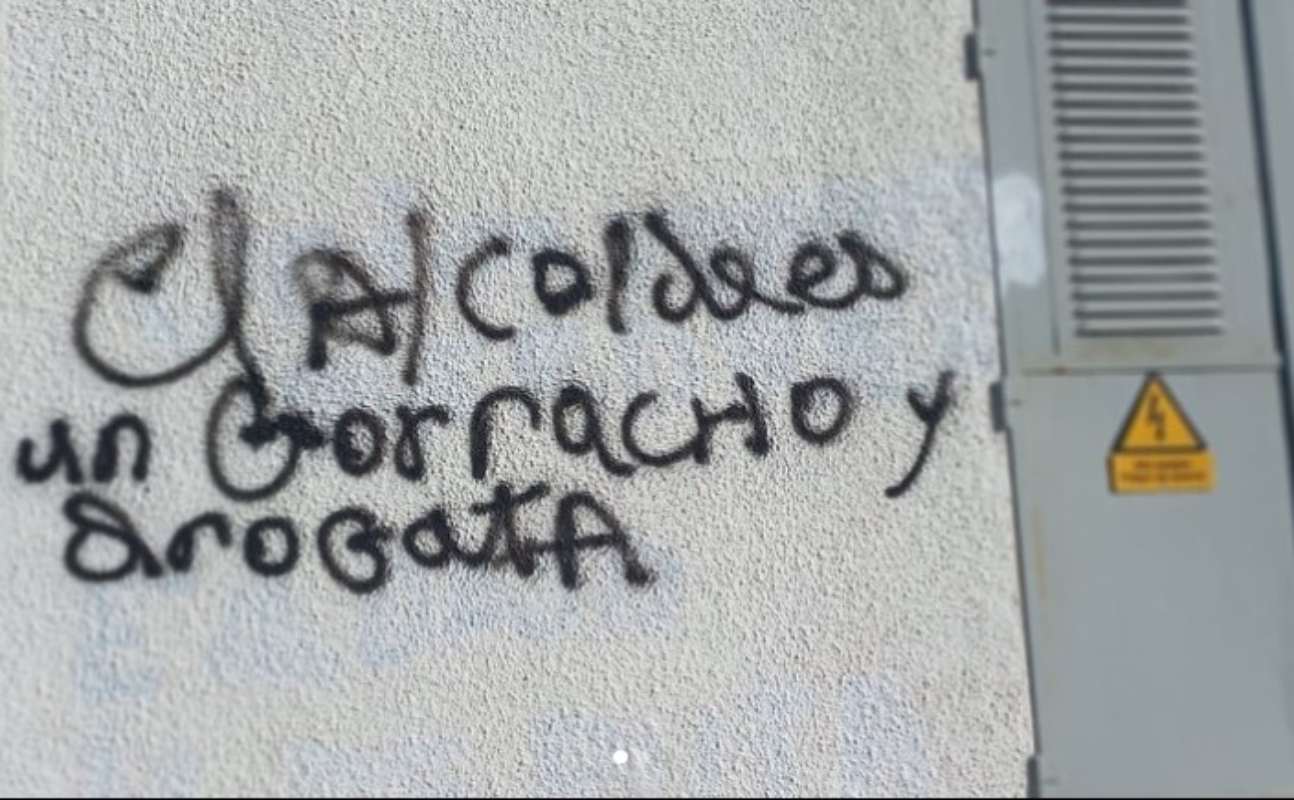 el Alcalde es
un Borracho y
drogata